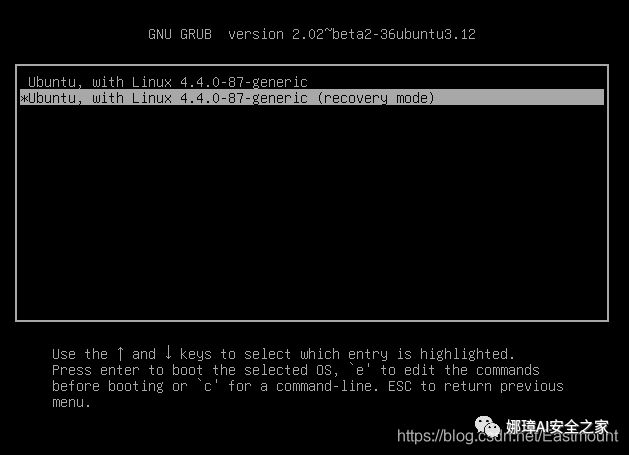 GNU GRUB  version 2.02~beta2-36ubuntu3.12
Ubuntu, with Linux 4.4.0-87-generic
*Ubuntu, with Linux 4.4.0-87-generic (recovery mode)
Use the ↑ and ↓ keys to select which entry is highlighted.
Press enter to boot the selected OS, `e' to edit the commands
before booting or `c' for a command-line. ESC to return previous
menu.
娜璋AI安全之家
https://blog.csdn.net/Eastmount